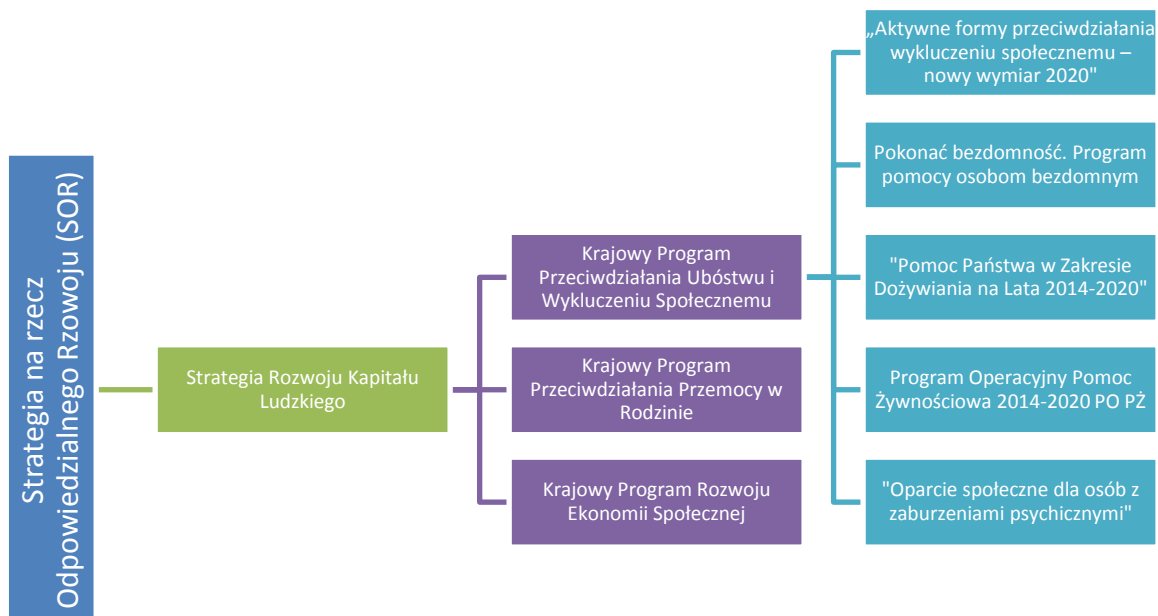 Strategia na rzecz
Odpowiedzialnego Rzowoju (SOR)
Strategia Rozwoju Kapitału
Ludzkiego
Krajowy Program
Przeciwdziałania Ubóstwu i
Wykluczeniu Społecznemu
Krajowy Program
Przeciwdziałania Przemocy w
Rodzinie
Krajowy Program Rozwoju
Ekonomii Społecznej
„Aktywne formy przeciwdziałania
wykluczeniu społecznemu –
nowy wymiar 2020"
Pokonać bezdomność. Program
pomocy osobom bezdomnym
"Pomoc Państwa w Zakresie
Dożywiania na Lata 2014-2020"
Program Operacyjny Pomoc
Żywnościowa 2014-2020 PO PŻ
"Oparcie społeczne dla osób z
zaburzeniami psychicznymi"